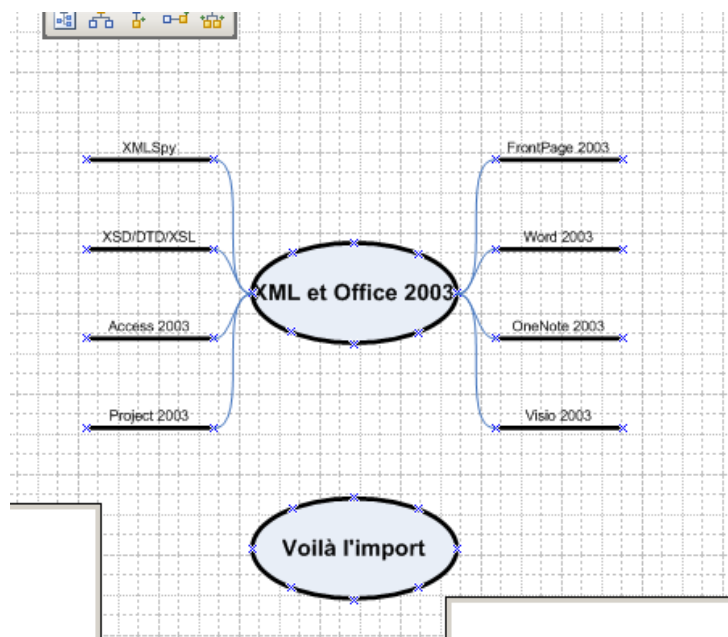 XMLSpy
FrontPage 2003
XSD/DTD/XSL
Word 2003
XML et Office 2003
Access 2003
OneNote 2003
Project 2003
Visio 2003
Voilà l'import